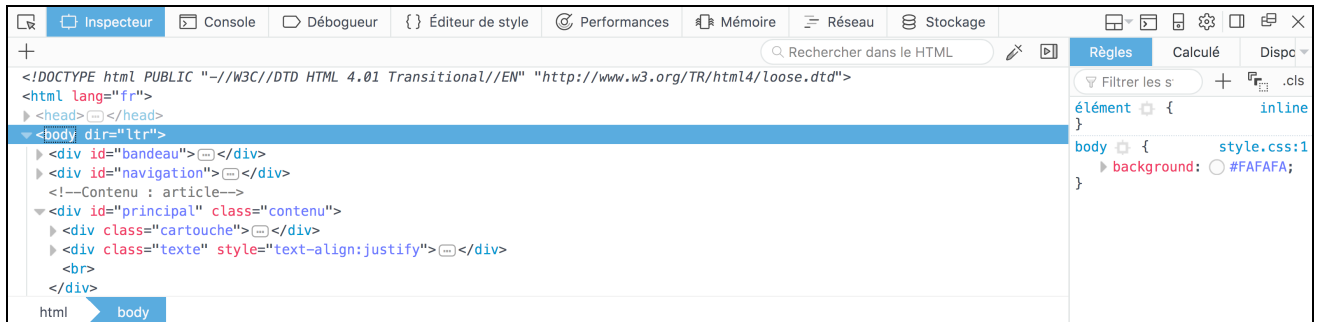 Inspecteur Console Débogueur { } Éditeur de style Performances Mémoire Réseau Stockage
+ Rechercher dans le HTML
<!DOCTYPE html PUBLIC "-//W3C//DTD HTML 4.01 Transitional//EN" "http://www.w3.org/TR/html4/loose.dtd">
<html lang="fr">
<head>…</head>
<body dir="ltr">
<div id="bandeau">…</div>
<div id="navigation">…</div>
<!--Contenu : article-->
<div id="principal" class="contenu">
<div class="cartouche">…</div>
<div class="texte" style="text-align:justify">…</div>
<br>
</div>
html body
Règles Calculé Dispo
Filtrer les s + .cls
élément { inline
}
body { style.css:1
background: #FAFAFA;
}